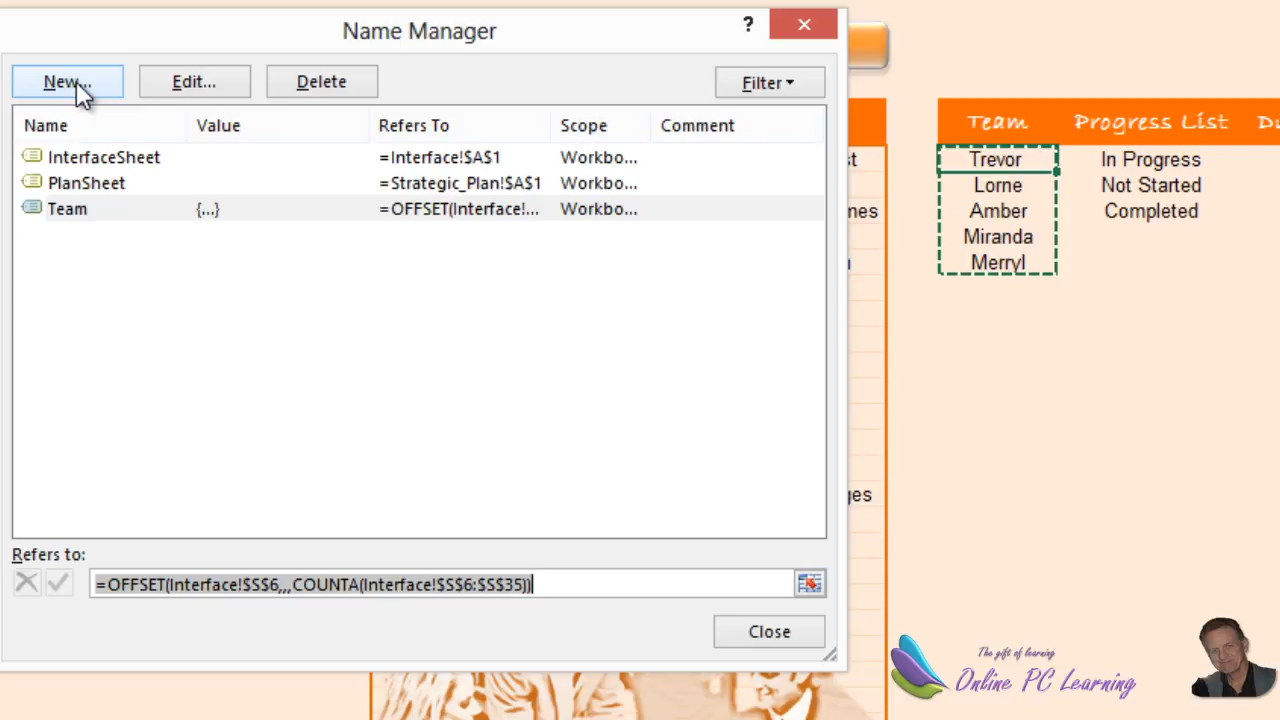 Name Manager
?
New... Edit... Delete Filter
Name Value Refers To Scope Comment
InterfaceSheet =Interface!$A$1 Workbo...
PlanSheet =Strategic_Plan!$A$1 Workbo...
Team {...} =OFFSET(Interface!... Workbo...
Refers to:
=OFFSET(Interface!$S$6,,,COUNTA(Interface!$S$6:$S$35))
Close
Team Progress List Du
Trevor In Progress
Lorne Not Started
Amber Completed
Miranda
Merryl
st
mes
ges
The gift of learning
Online PC Learning